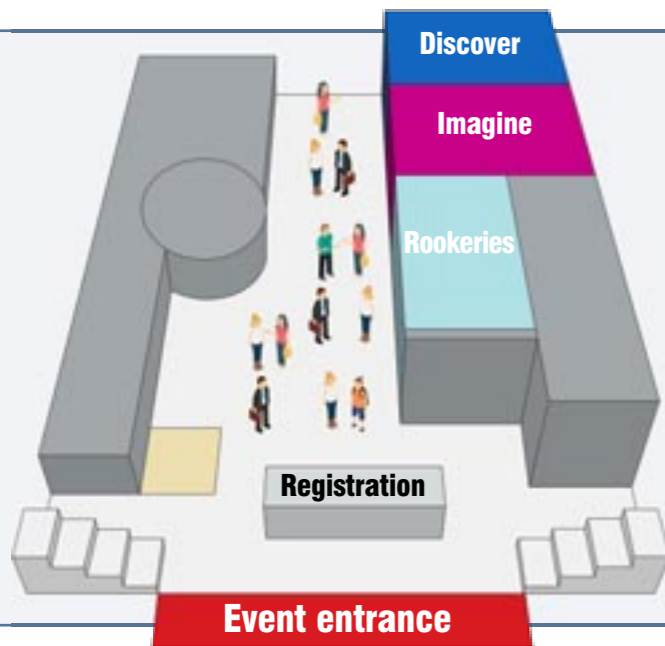 Discover
Imagine
Rookeries
Registration
Event entrance